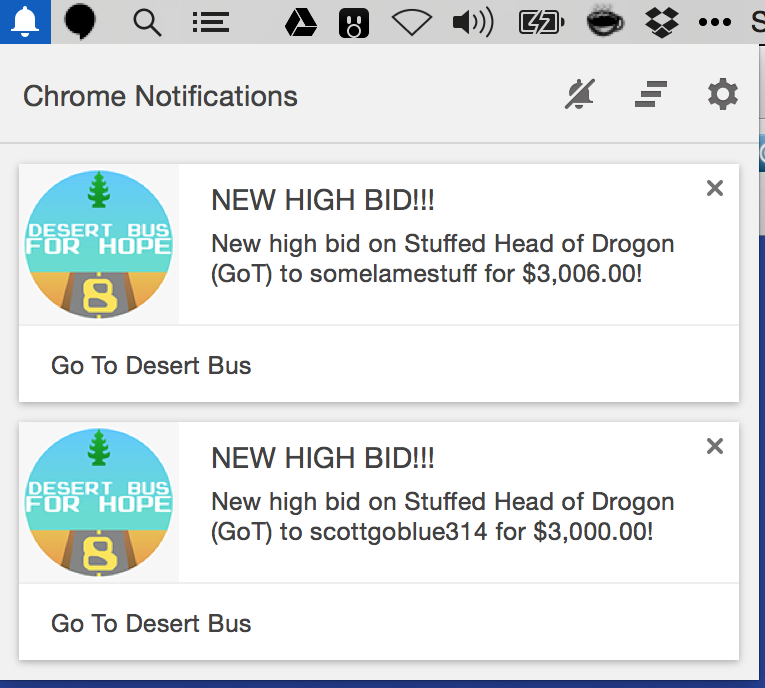 S
Chrome Notifications
DESERT BUS
FOR HOPE
8
NEW HIGH BID!!!
New high bid on Stuffed Head of Drogon
(GoT) to somelamestuff for $3,006.00!
Go To Desert Bus
DESERT BUS
FOR HOPE
8
NEW HIGH BID!!!
New high bid on Stuffed Head of Drogon
(GoT) to scottgoblue314 for $3,000.00!
Go To Desert Bus